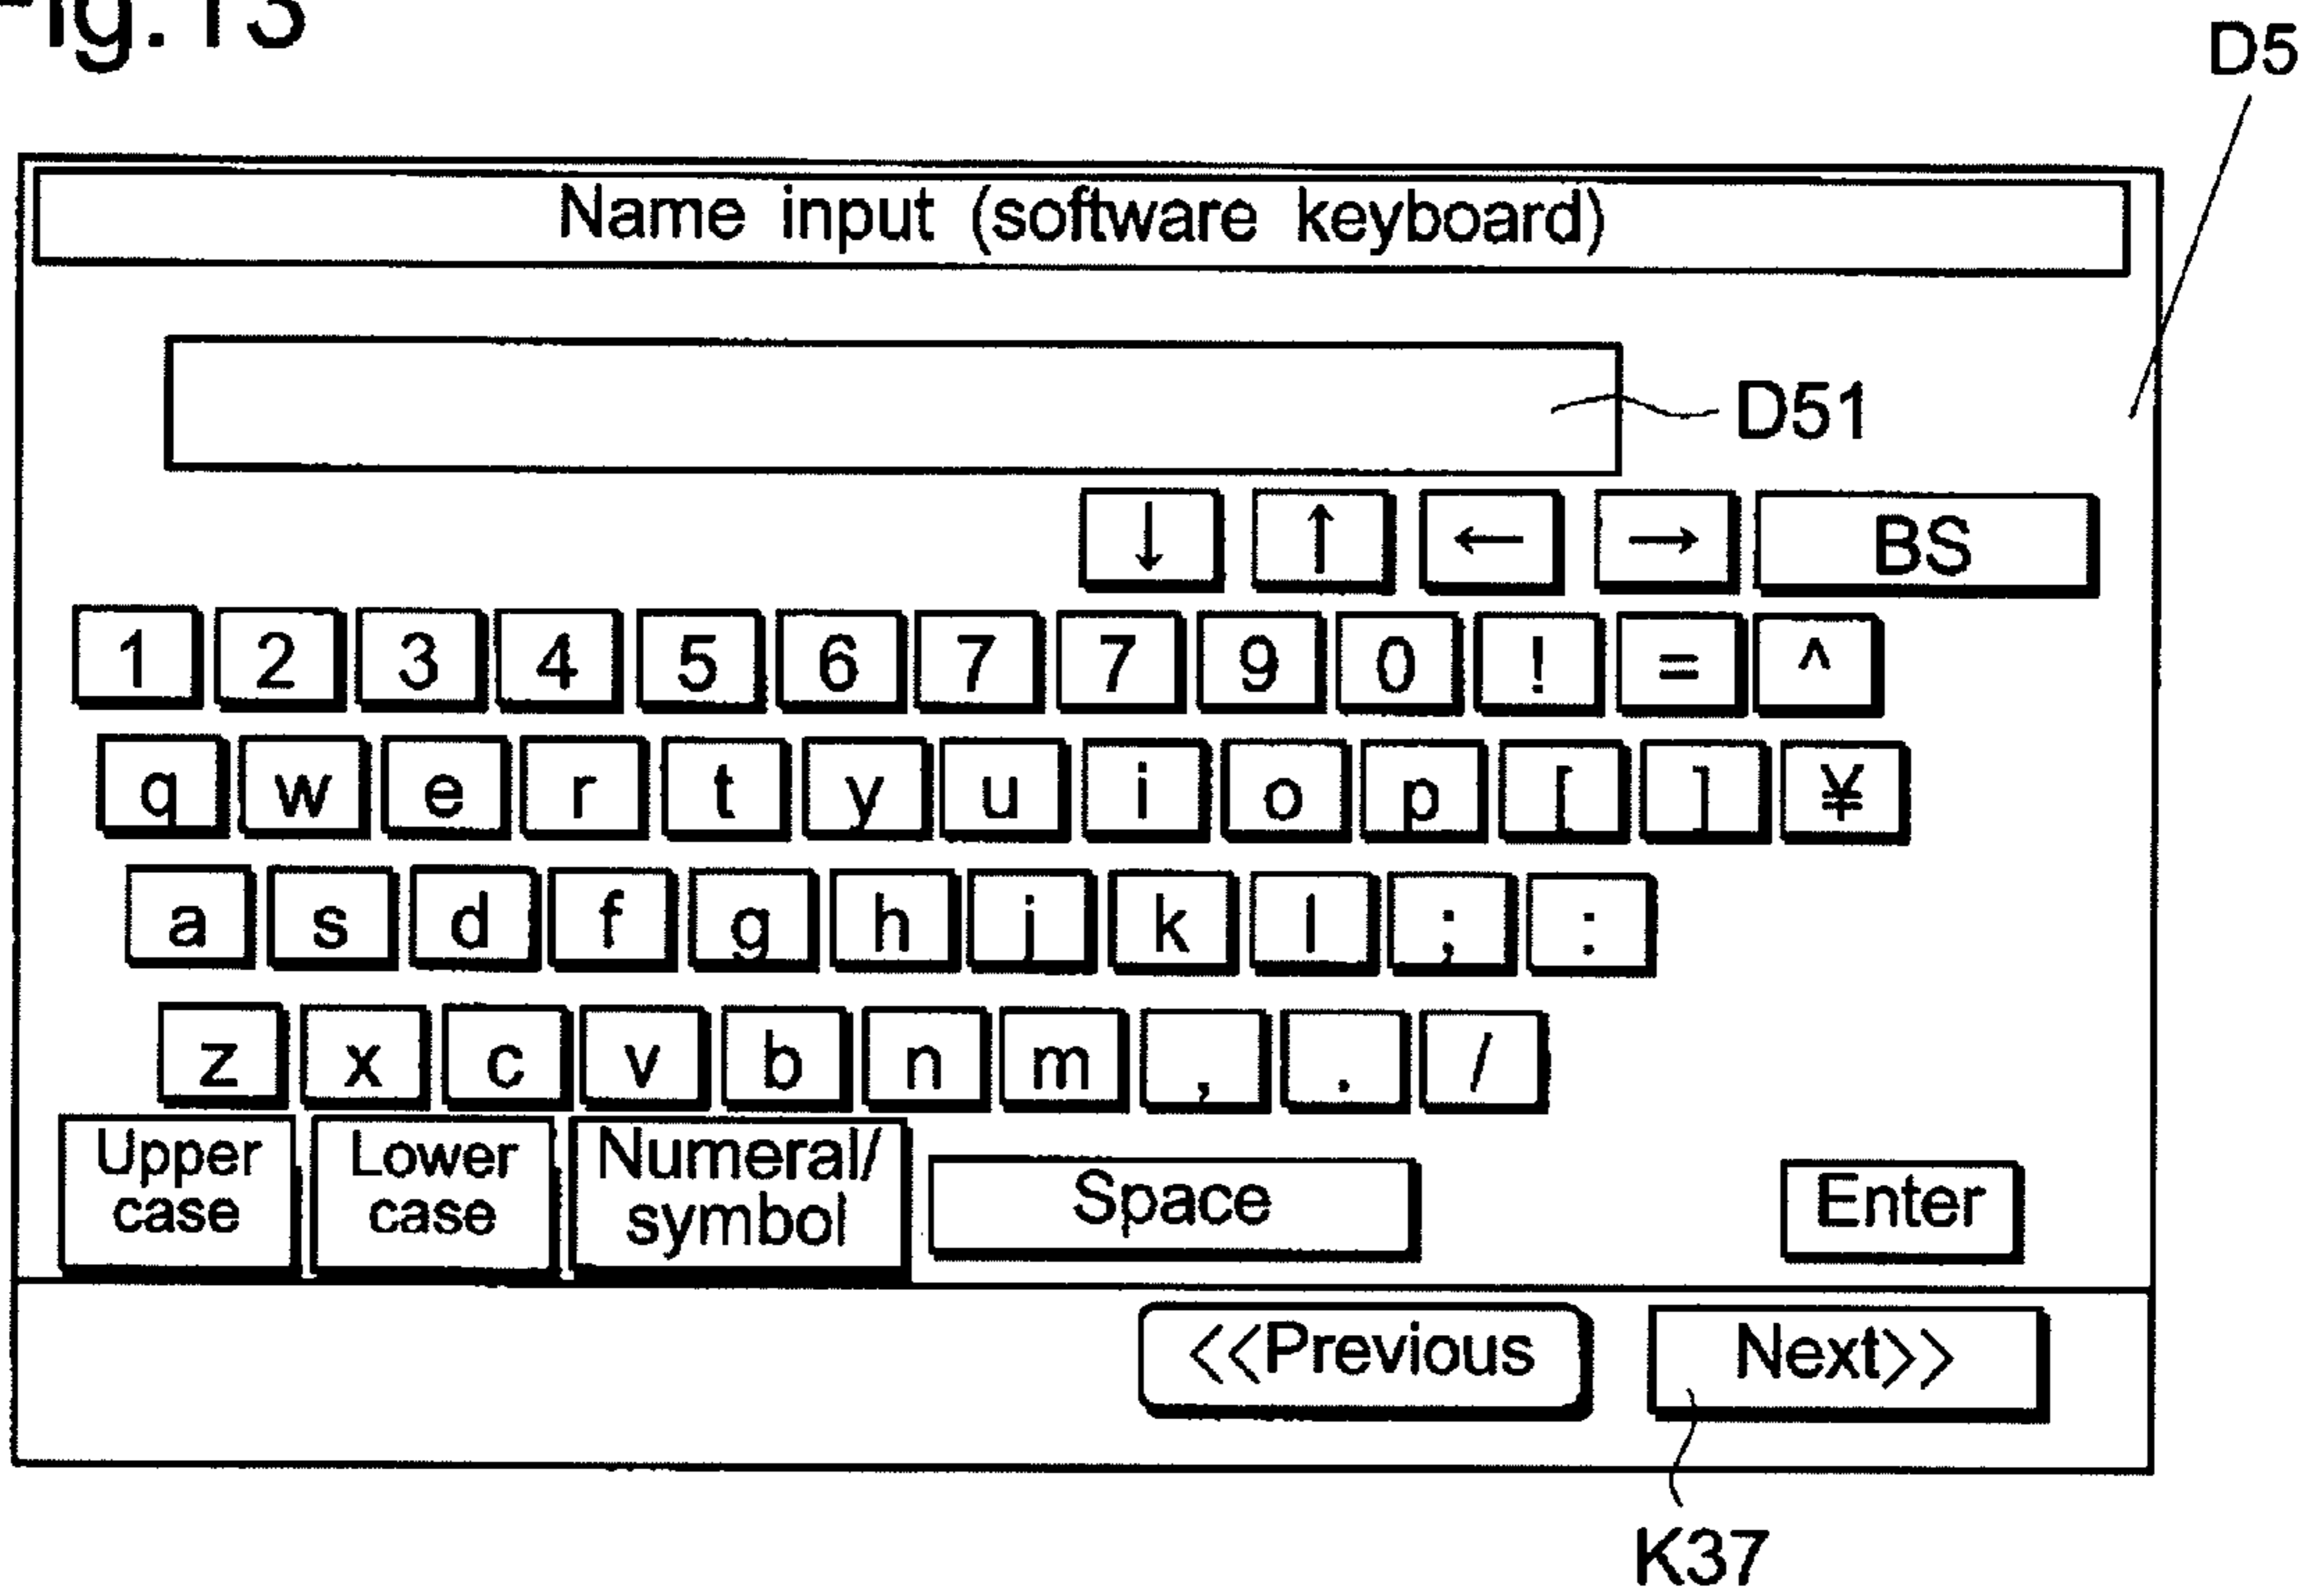 Fig.13
D5
Name input (software keyboard)
D51
↓ ↑ ← → BS
1 2 3 4 5 6 7 7 9 0 ! = ^
q w e r t y u i o p [ ] ¥
a s d f g h j k l ; :
z x c v b n m , . /
Upper case Lower case Numeral/ symbol Space Enter
<<Previous Next>>
K37